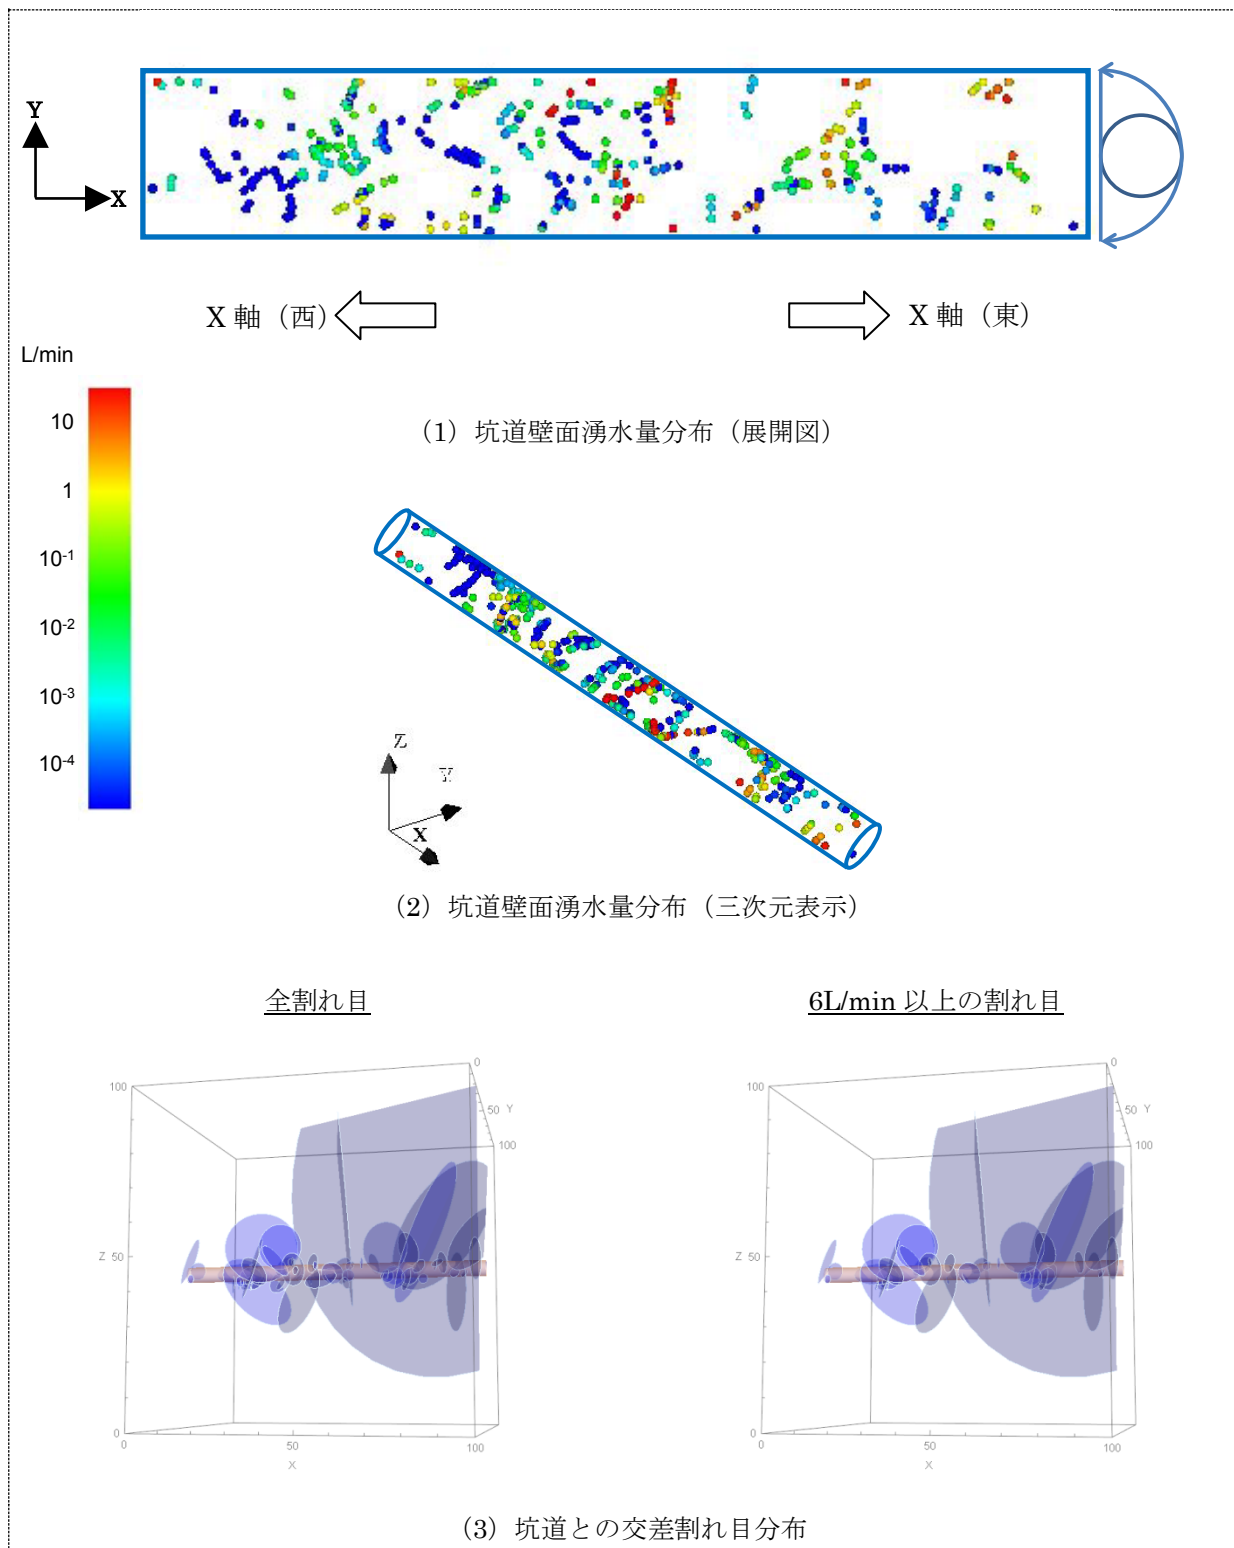 Y
X
X 軸（西）
X 軸（東）
L/min
10
1
10-1
10-2
10-3
10-4
（1）坑道壁面湧水量分布（展開図）
Z
Y
X
（2）坑道壁面湧水量分布（三次元表示）
全割れ目
6L/min 以上の割れ目
0
100
50 Y
100
Z 50
0
0
50
100
X
0
100
50 Y
100
Z 50
0
0
50
100
X
（3）坑道との交差割れ目分布